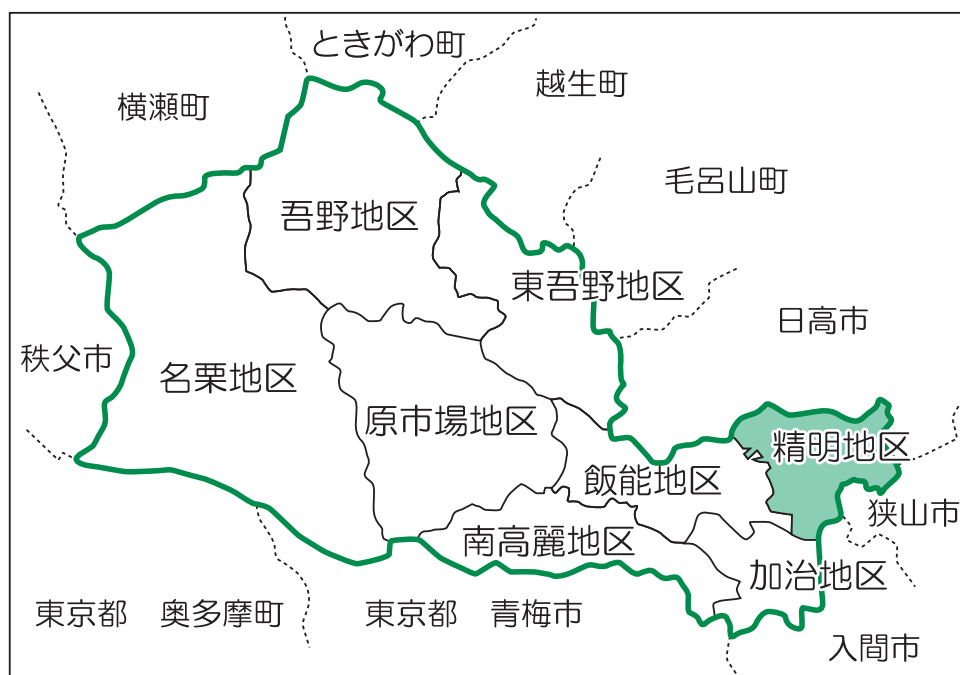 ときがわ町
越生町
横瀬町
毛呂山町
吾野地区
東吾野地区
日高市
秩父市
名栗地区
原市場地区
精明地区
飯能地区
狭山市
南高麗地区
加治地区
東京都 奥多摩町
東京都 青梅市
入間市